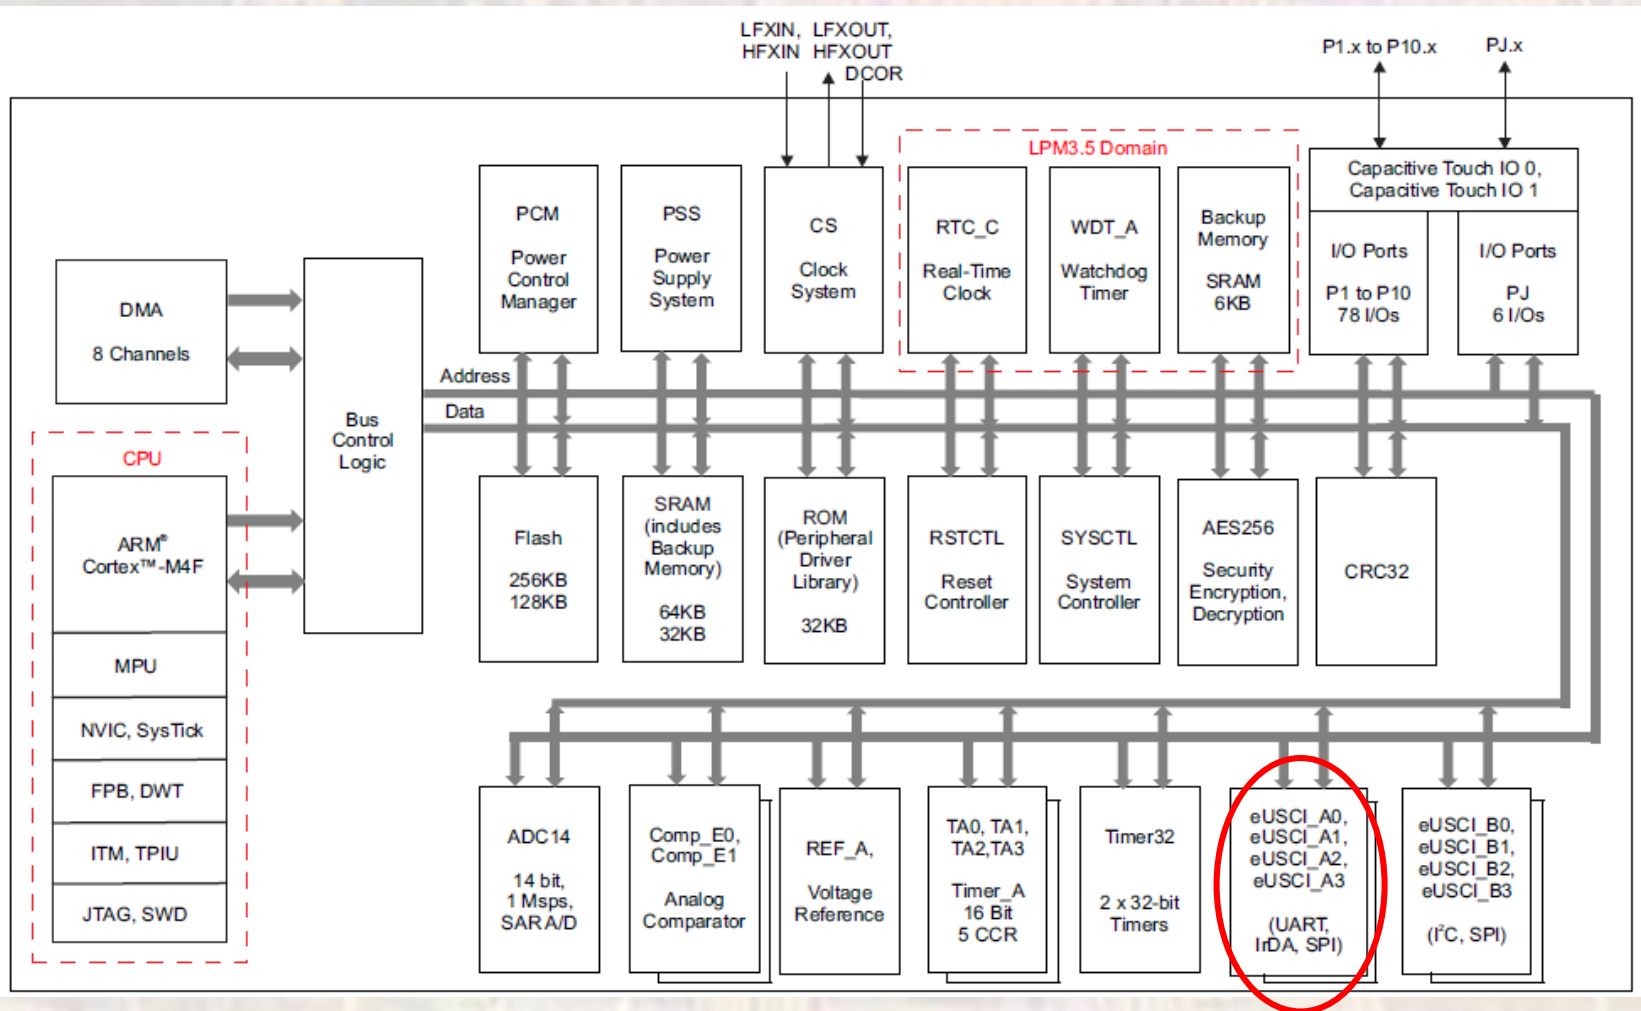 LFXIN, LFXOUT,
HFXIN HFXOUT
DCOR
P1.x to P10.x
PJ.x
LPM3.5 Domain
Capacitive Touch IO 0,
Capacitive Touch IO 1
PCM
Power
Control
Manager
PSS
Power
Supply
System
CS
Clock
System
RTC_C
Real-Time
Clock
WDT_A
Watchdog
Timer
Backup
Memory
SRAM
6KB
I/O Ports
P1 to P10
78 I/Os
I/O Ports
PJ
6 I/Os
DMA
8 Channels
Bus
Control
Logic
Address
Data
CPU
ARM®
Cortex™-M4F
MPU
NVIC, SysTick
FPB, DWT
ITM, TPIU
JTAG, SWD
Flash
256KB
128KB
SRAM
(includes
Backup
Memory)
64KB
32KB
ROM
(Peripheral
Driver
Library)
32KB
RSTCTL
Reset
Controller
SYSCTL
System
Controller
AES256
Security
Encryption,
Decryption
CRC32
ADC14
14 bit,
1 Msps,
SAR A/D
Comp_E0,
Comp_E1
Analog
Comparator
REF_A,
Voltage
Reference
TA0, TA1,
TA2,TA3
Timer_A
16 Bit
5 CCR
Timer32
2 x 32-bit
Timers
eUSCI_A0,
eUSCI_A1,
eUSCI_A2,
eUSCI_A3
(UART,
IrDA, SPI)
eUSCI_B0,
eUSCI_B1,
eUSCI_B2,
eUSCI_B3
(I²C, SPI)